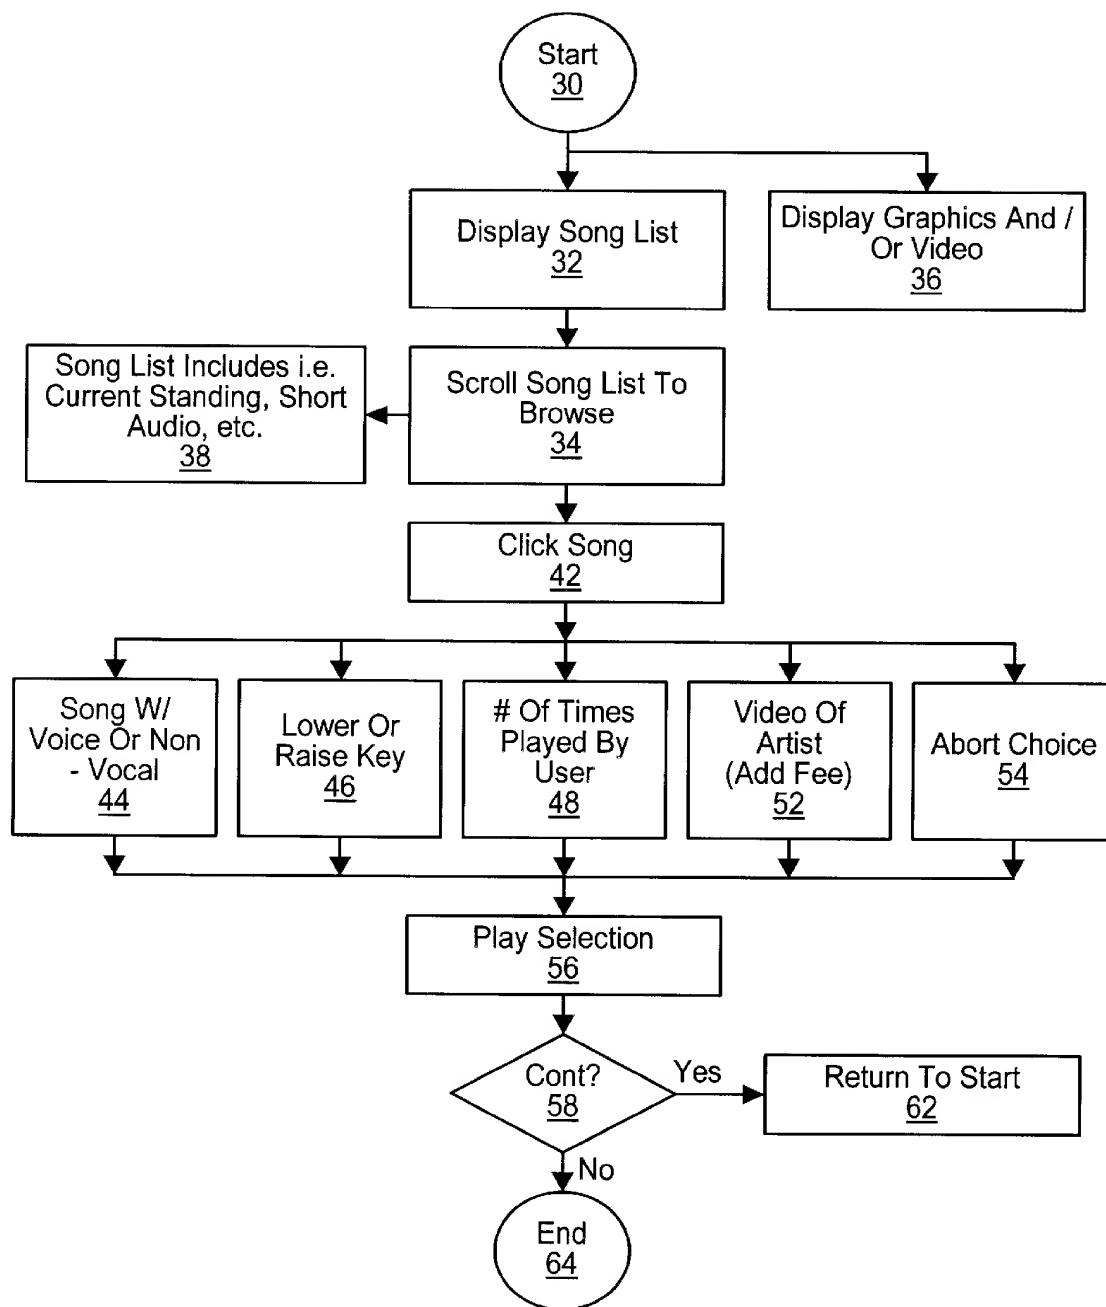 Start
30
Display Song List
32
Display Graphics And /
Or Video
36
Song List Includes i.e.
Current Standing, Short
Audio, etc.
38
Scroll Song List To
Browse
34
Click Song
42
Song W/
Voice Or Non
- Vocal
44
Lower Or
Raise Key
46
# Of Times
Played By
User
48
Video Of
Artist
(Add Fee)
52
Abort Choice
54
Play Selection
56
Cont?
58
Yes
Return To Start
62
No
End
64